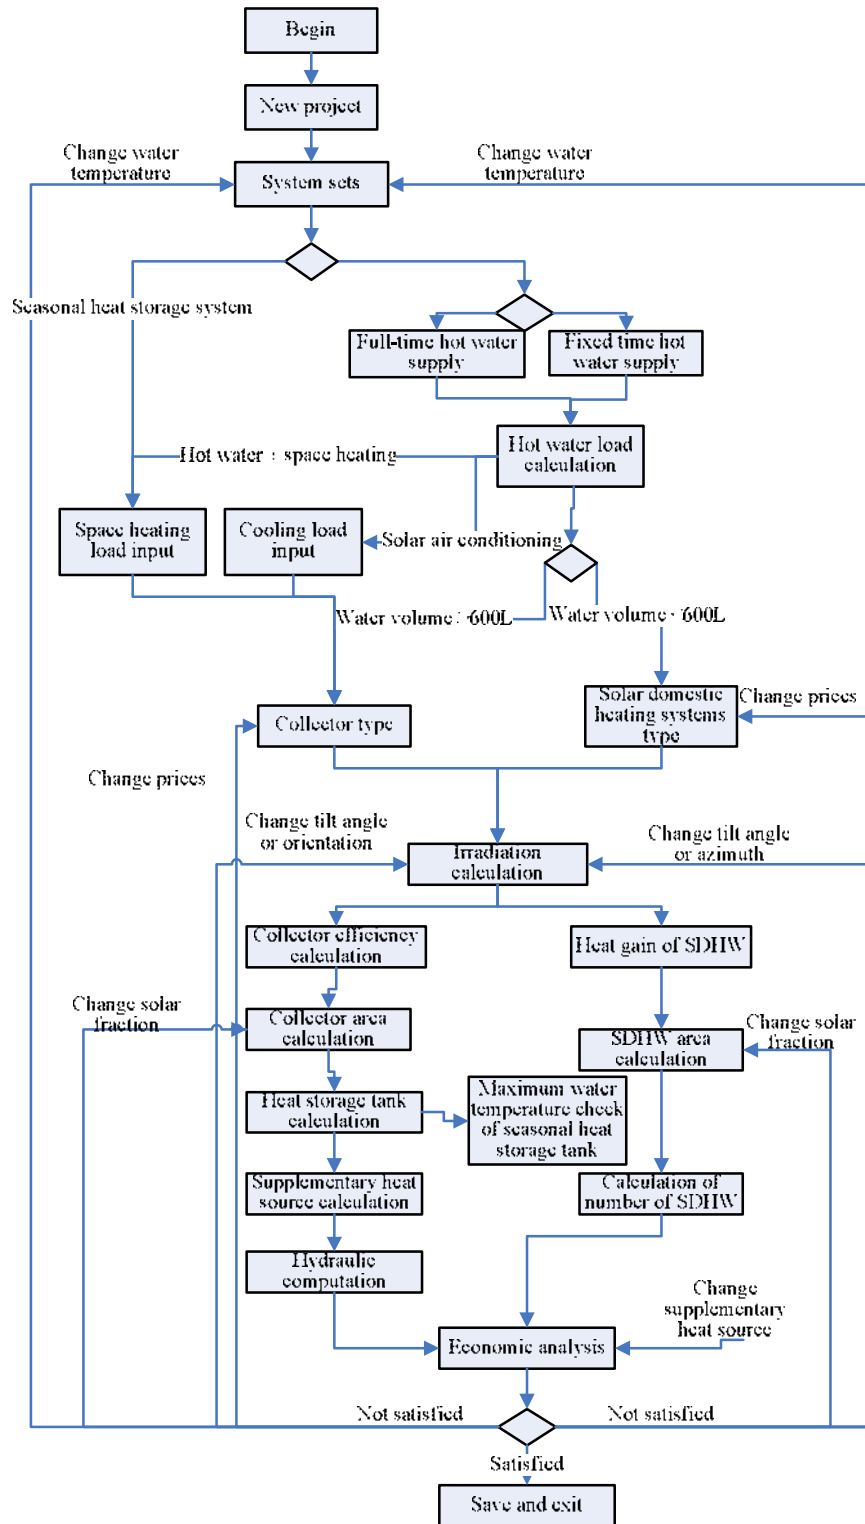 Begin
New project
Change water
temperature
Change water
temperature
System sets
Seasonal heat storage system
Full-time hot water
supply
Fixed time hot
water supply
Hot water load
calculation
Hot water + space heating
Space heating
load input
Cooling load
input
Solar air conditioning
Water volume 600L
Water volume 600L
Solar domestic
heating systems
type
Change prices
Collector type
Change prices
Change tilt angle
or orientation
Change tilt angle
or azimuth
Irradiation
calculation
Collector efficiency
calculation
Heat gain of SDHW
Change solar
fraction
Collector area
calculation
SDHW area
calculation
Change solar
fraction
Heat storage tank
calculation
Maximum water
temperature check
of seasonal heat
storage tank
Supplementary heat
source calculation
Calculation of
number of SDHW
Hydraulic
computation
Change
supplementary
heat source
Economic analysis
Not satisfied
Not satisfied
Satisfied
Save and exit